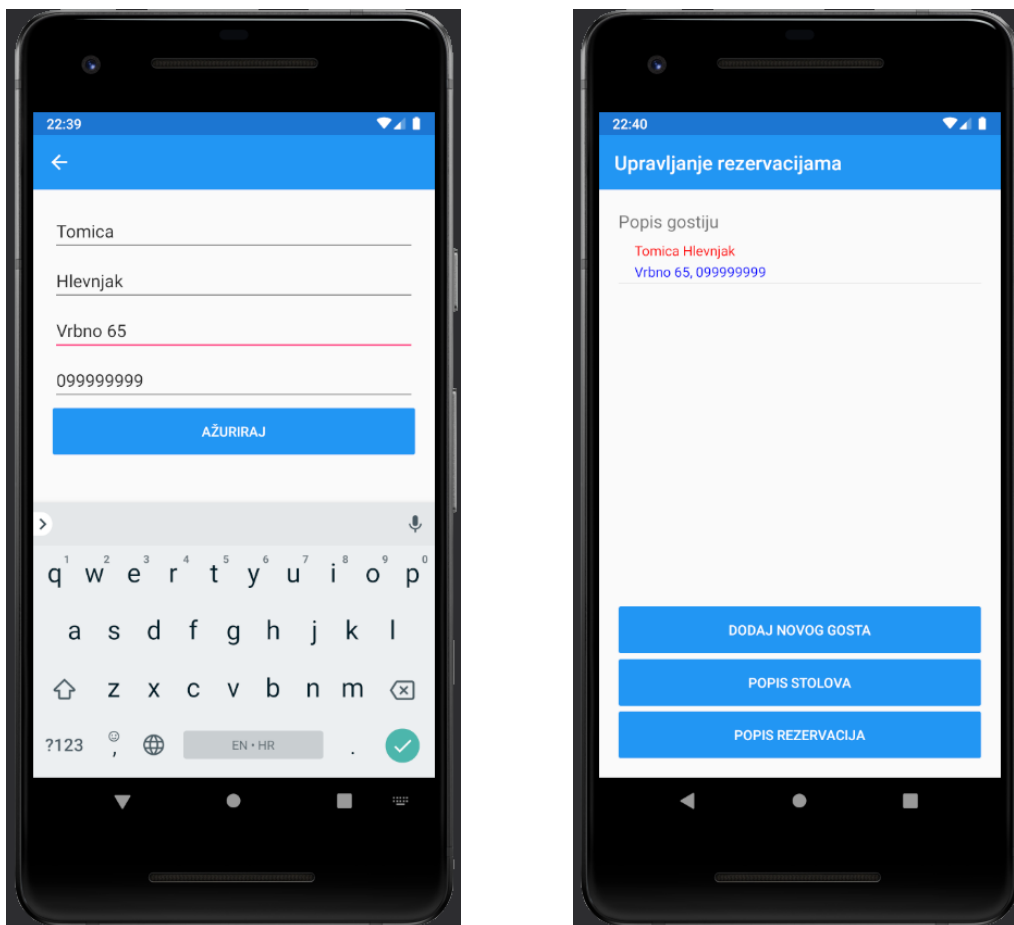 22:39
Tomica
Hlevnjak
Vrbno 65
099999999
AŽURIRAJ
1 2 3 4 5 6 7 8 9 0
q w e r t y u i o p
a s d f g h j k l
z x c v b n m
?123 , EN • HR .
22:40
Upravljanje rezervacijama
Popis gostiju
Tomica Hlevnjak
Vrbno 65, 099999999
DODAJ NOVOG GOSTA
POPIS STOLOVA
POPIS REZERVACIJA